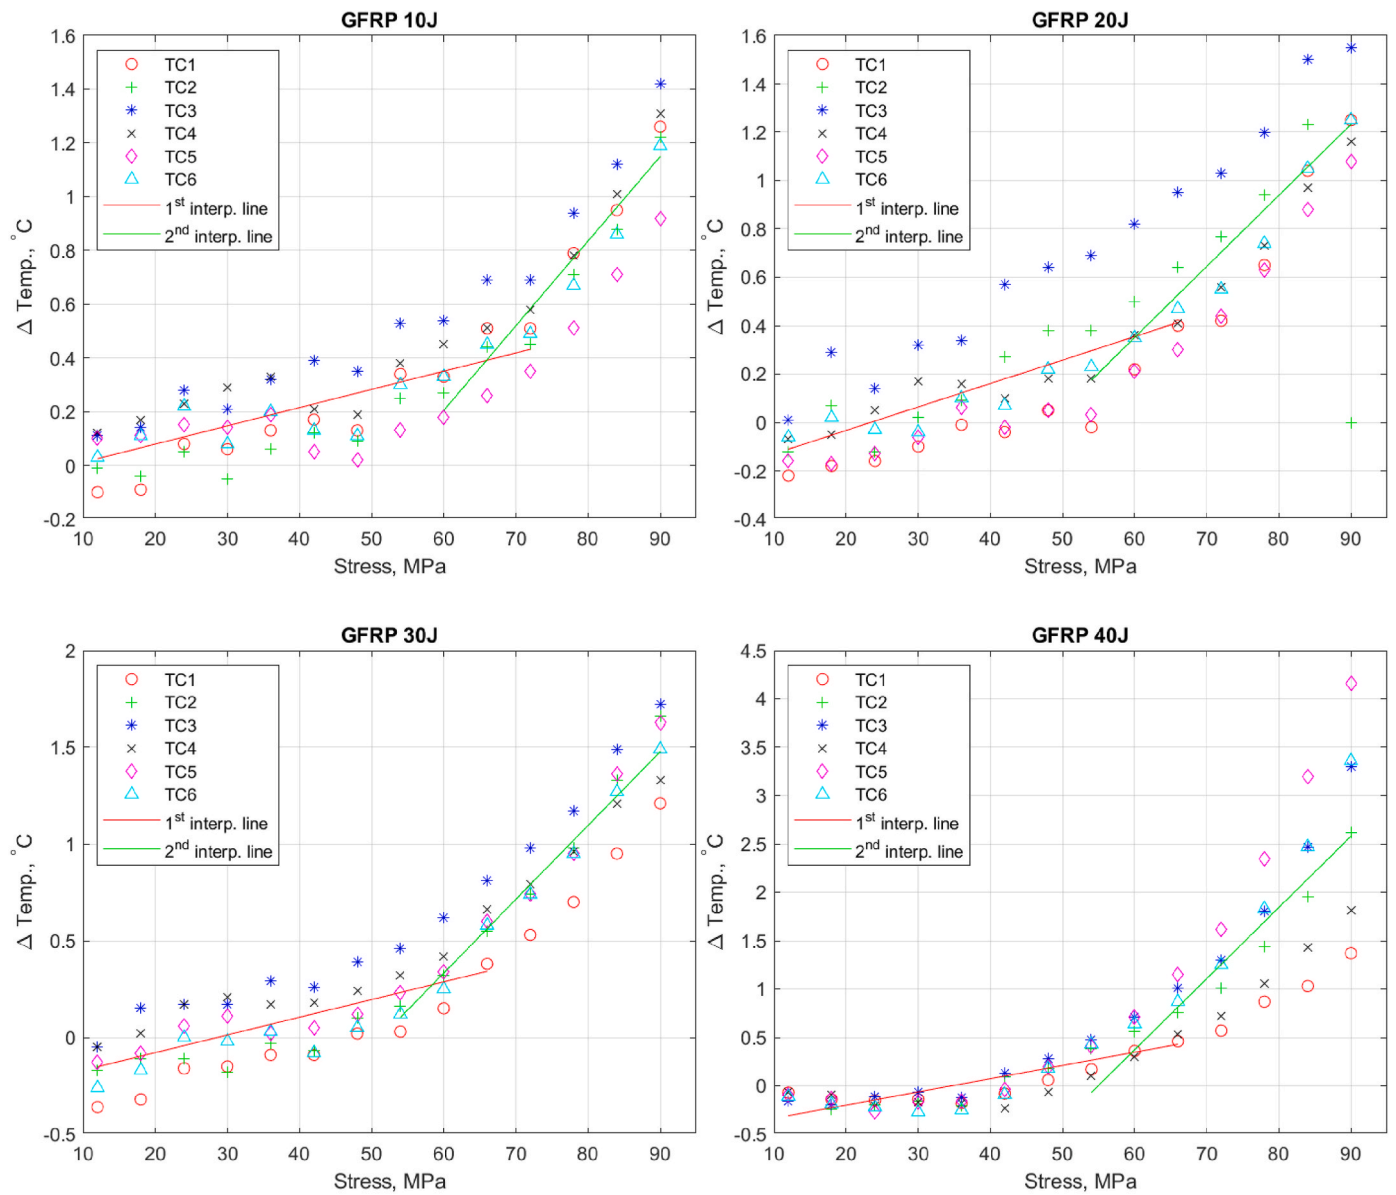 GFRP 10J
1.6
1.4
1.2
1
0.8
0.6
0.4
0.2
0
-0.2
Δ Temp., °C
TC1
TC2
TC3
TC4
TC5
TC6
1st interp. line
2nd interp. line
10 20 30 40 50 60 70 80 90
Stress, MPa
GFRP 20J
1.6
1.4
1.2
1
0.8
0.6
0.4
0.2
0
-0.2
-0.4
Δ Temp., °C
TC1
TC2
TC3
TC4
TC5
TC6
1st interp. line
2nd interp. line
10 20 30 40 50 60 70 80 90
Stress, MPa
GFRP 30J
2
1.5
1
0.5
0
-0.5
Δ Temp., °C
TC1
TC2
TC3
TC4
TC5
TC6
1st interp. line
2nd interp. line
10 20 30 40 50 60 70 80 90
Stress, MPa
GFRP 40J
4.5
4
3.5
3
2.5
2
1.5
1
0.5
0
-0.5
Δ Temp., °C
TC1
TC2
TC3
TC4
TC5
TC6
1st interp. line
2nd interp. line
10 20 30 40 50 60 70 80 90
Stress, MPa